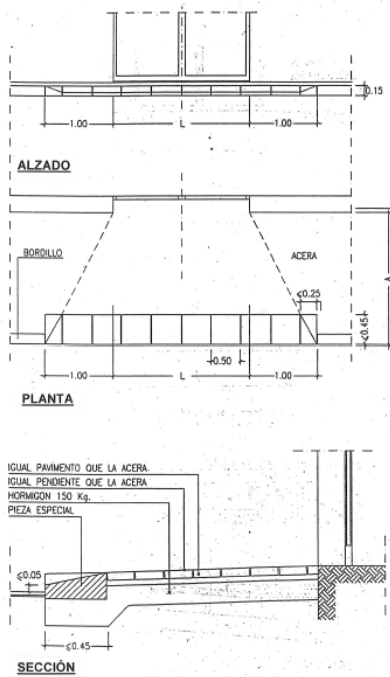 0.15
1.00 L 1.00
ALZADO
BORDILLO
ACERA
≤0.25
A
≤0.45
0.50
1.00 L 1.00
PLANTA
IGUAL PAVIMENTO QUE LA ACERA
IGUAL PENDIENTE QUE LA ACERA
HORMIGON 150 Kg.
PIEZA ESPECIAL
≤0.05
≤0.45
SECCIÓN